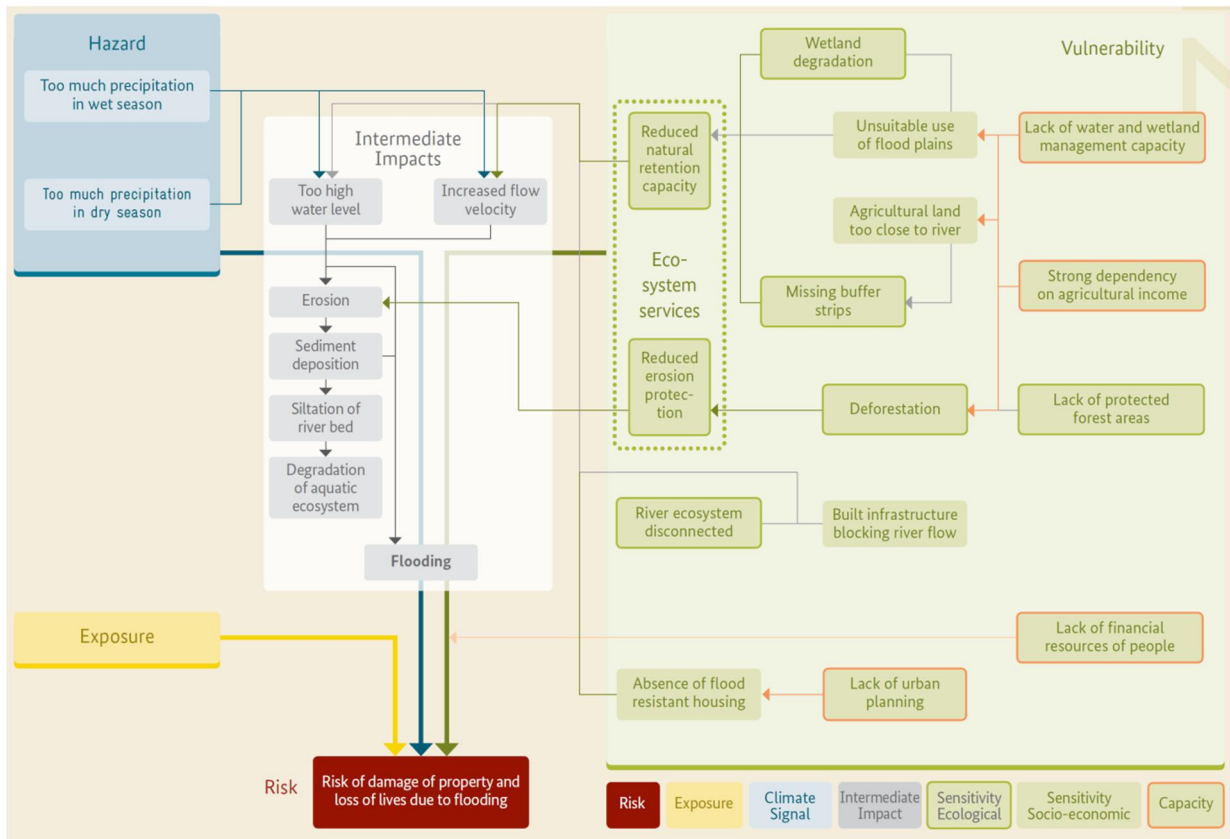 Hazard
Too much precipitation
in wet season
Too much precipitation
in dry season
Intermediate
Impacts
Too high
water level
Increased flow
velocity
Erosion
Sediment
deposition
Siltation of
river bed
Degradation
of aquatic
ecosystem
Flooding
Vulnerability
Wetland
degradation
Reduced
natural
retention
capacity
Unsuitable use
of flood plains
Lack of water and wetland
management capacity
Agricultural land
too close to river
Eco-
system
services
Missing buffer
strips
Strong dependency
on agricultural income
Reduced
erosion
protec-
tion
Deforestation
Lack of protected
forest areas
River ecosystem
disconnected
Built infrastructure
blocking river flow
Exposure
Lack of financial
resources of people
Absence of flood
resistant housing
Lack of urban
planning
Risk
Risk of damage of property and
loss of lives due to flooding
Risk
Exposure
Climate
Signal
Intermediate
Impact
Sensitivity
Ecological
Sensitivity
Socio-economic
Capacity